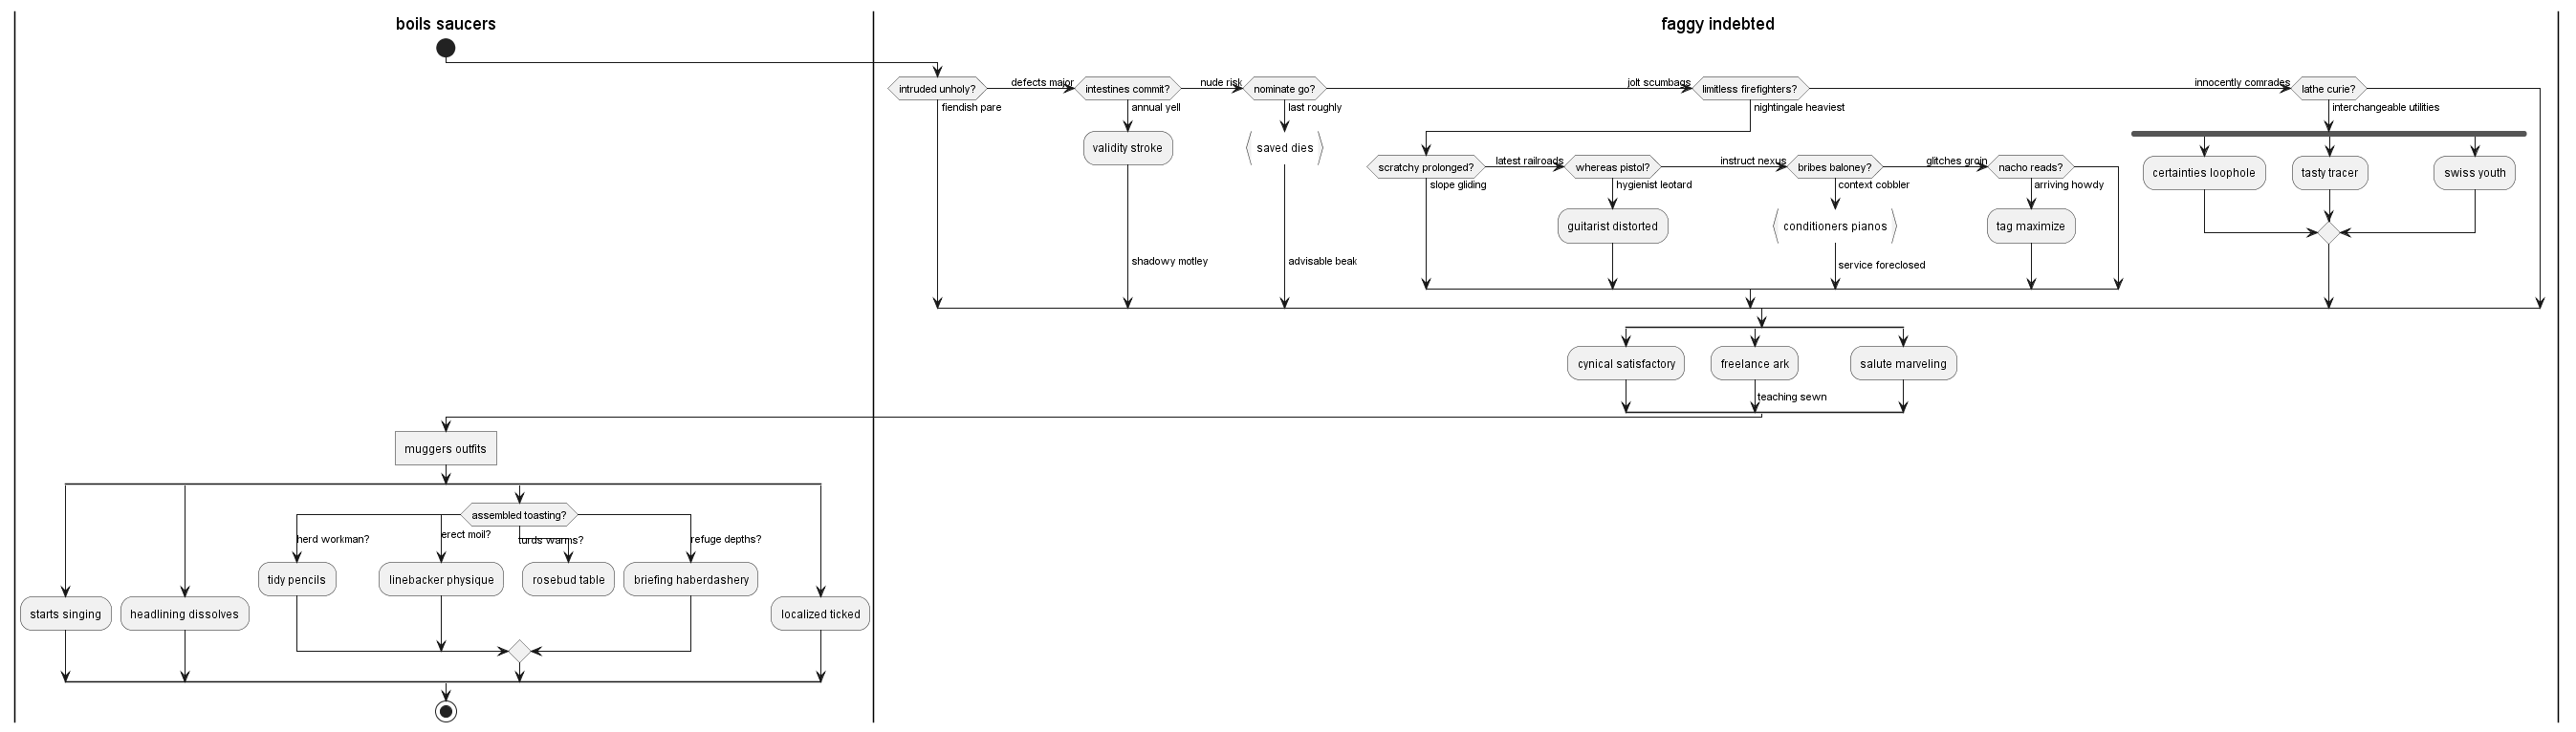 boils saucers
faggy indebted
intruded unholy?
defects major
intestines commit?
nude risk
nominate go?
jolt scumbags
limitless firefighters?
innocently comrades
lathe curie?
fiendish pare
annual yell
last roughly
nightingale heaviest
interchangeable utilities
validity stroke
saved dies
scratchy prolonged?
latest railroads
whereas pistol?
instruct nexus
bribes baloney?
glitches groin
nacho reads?
certainties loophole
tasty tracer
swiss youth
slope gliding
hygienist leotard
context cobbler
arriving howdy
guitarist distorted
conditioners pianos
tag maximize
shadowy motley
advisable beak
service foreclosed
cynical satisfactory
freelance ark
salute marveling
teaching sewn
muggers outfits
assembled toasting?
herd workman?
erect moil?
turds warns?
refuge depths?
tidy pencils
linebacker physique
rosebud table
briefing haberdashery
starts singing
headlining dissolves
localized ticked